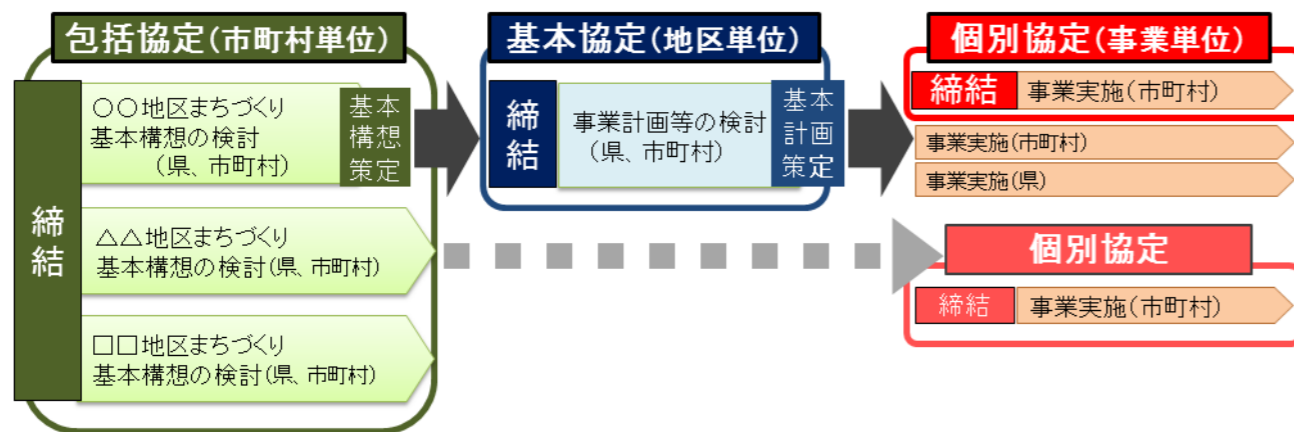 包括協定(市町村単位)
締結
○○地区まちづくり
基本構想の検討
(県、市町村)
基本
構想
策定
△△地区まちづくり
基本構想の検討(県、市町村)
□□地区まちづくり
基本構想の検討(県、市町村)
基本協定(地区単位)
締結
事業計画等の検討
(県、市町村)
基本
計画
策定
個別協定(事業単位)
締結 事業実施(市町村)
事業実施(市町村)
事業実施(県)
個別協定
締結 事業実施(市町村)